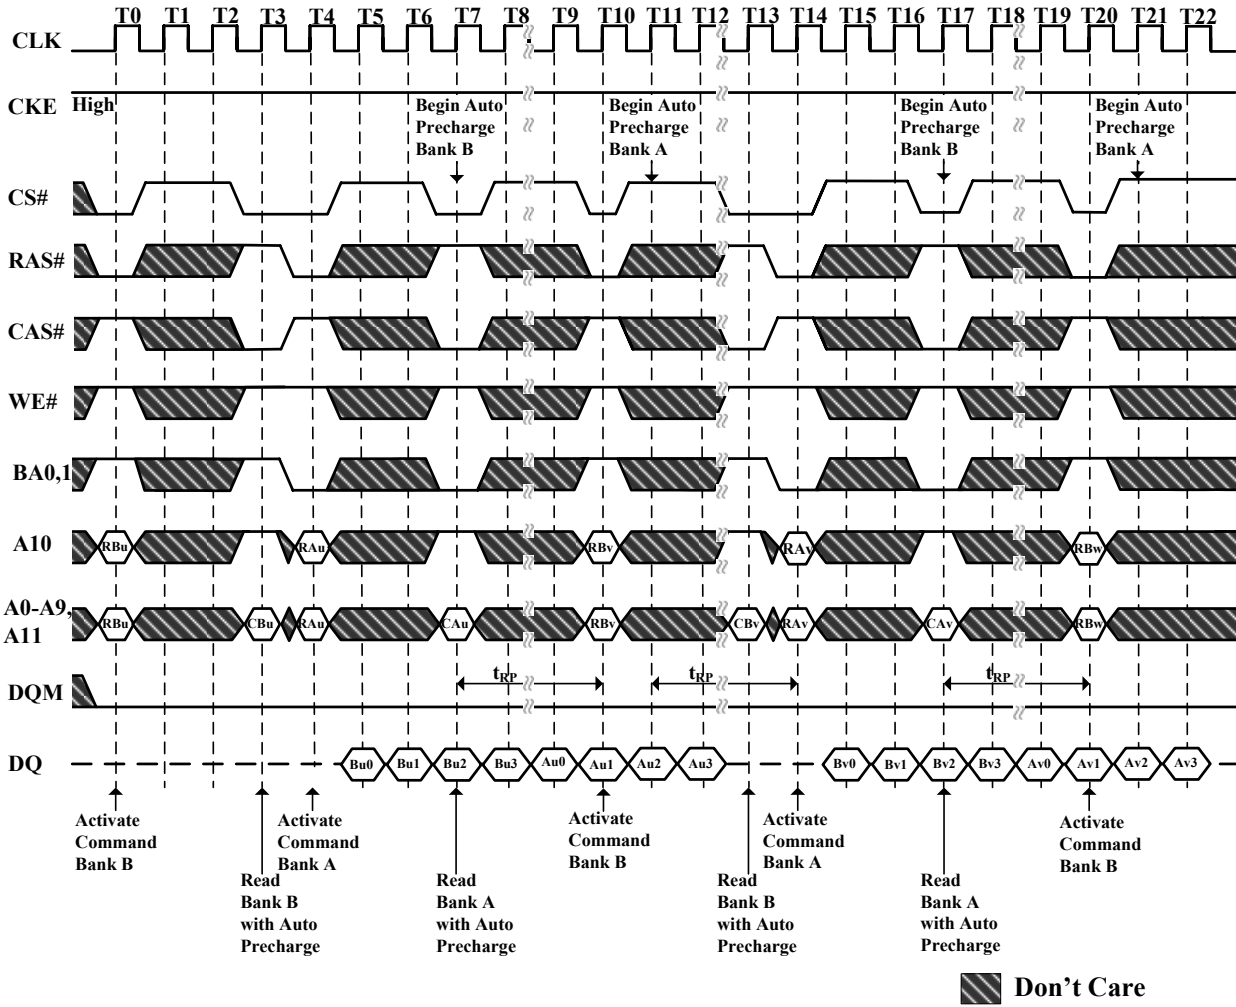 T0 T1 T2 T3 T4 T5 T6 T7 T8 T9 T10 T11 T12 T13 T14 T15 T16 T17 T18 T19 T20 T21 T22
CLK
CKE High
Begin Auto
Precharge
Bank B
Begin Auto
Precharge
Bank A
Begin Auto
Precharge
Bank B
Begin Auto
Precharge
Bank A
CS#
RAS#
CAS#
WE#
BA0,1
A10 RBu RAu RBv RAv RBw
A0-A9,
A11
RBu CBu RAu CAu RBv CBv RAv CAv RBw
DQM
tRP tRP tRP
DQ Bu0 Bu1 Bu2 Bu3 Au0 Au1 Au2 Au3 Bv0 Bv1 Bv2 Bv3 Av0 Av1 Av2 Av3
Activate
Command
Bank B
Activate
Command
Bank A
Activate
Command
Bank B
Activate
Command
Bank A
Activate
Command
Bank B
Read
Bank B
with Auto
Precharge
Read
Bank A
with Auto
Precharge
Read
Bank B
with Auto
Precharge
Read
Bank A
with Auto
Precharge
Don't Care